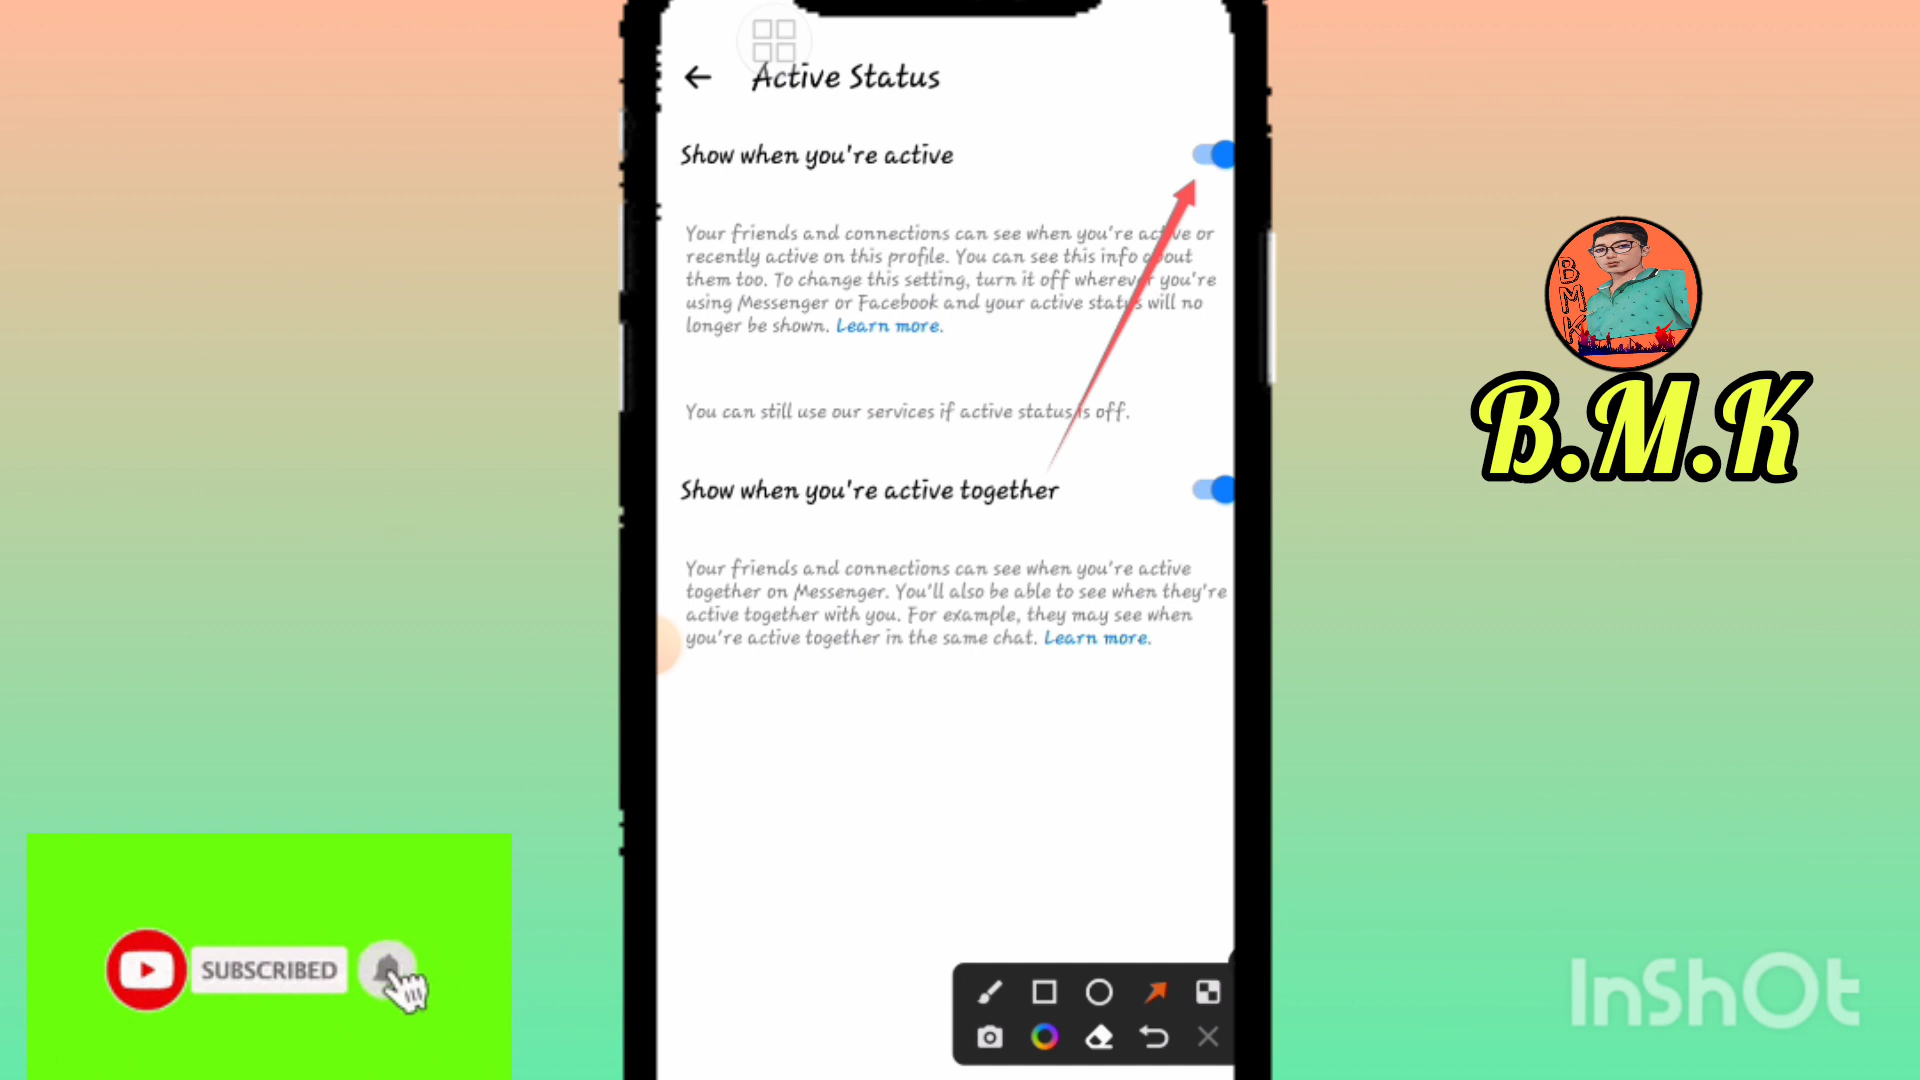 Active Status
Show when you're active
Your friends and connections can see when you're active or
recently active on this profile. You can see this info about
them too. To change this setting, turn it off wherever you're
using Messenger or Facebook and your active status will no
longer be shown. Learn more.
You can still use our services if active status is off.
Show when you're active together
Your friends and connections can see when you're active
together on Messenger. You'll also be able to see when they're
active together with you. For example, they may see when
you're active together in the same chat. Learn more.
BMK
B.M.K
SUBSCRIBED
InShOt